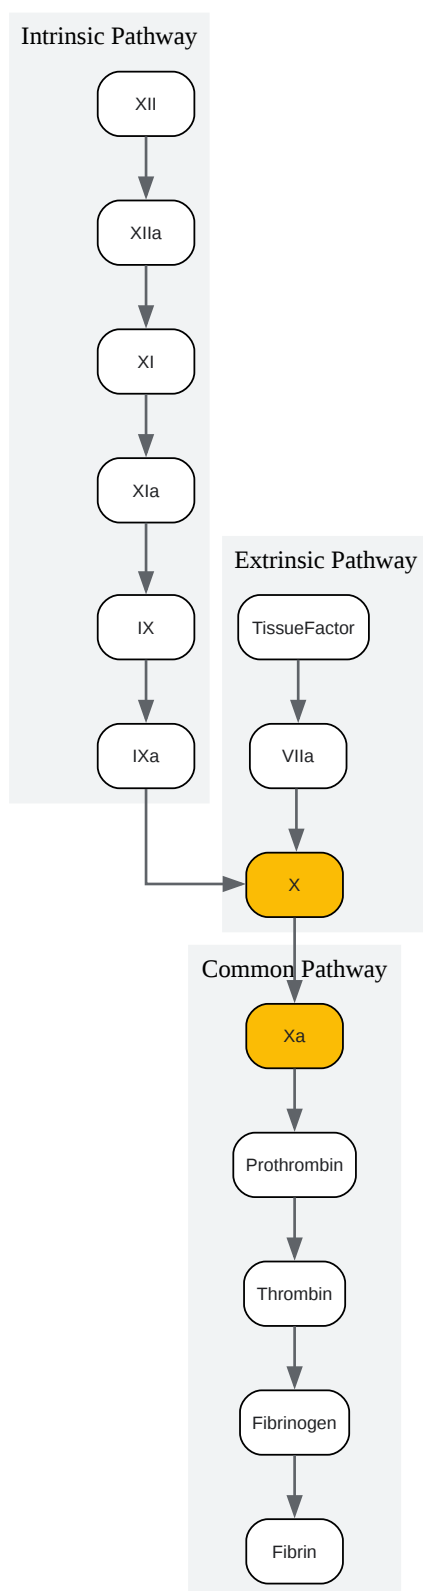 Intrinsic Pathway
XII
XIIa
XI
XIa
IX
IXa
Extrinsic Pathway
TissueFactor
VIIa
X
Common Pathway
Xa
Prothrombin
Thrombin
Fibrinogen
Fibrin